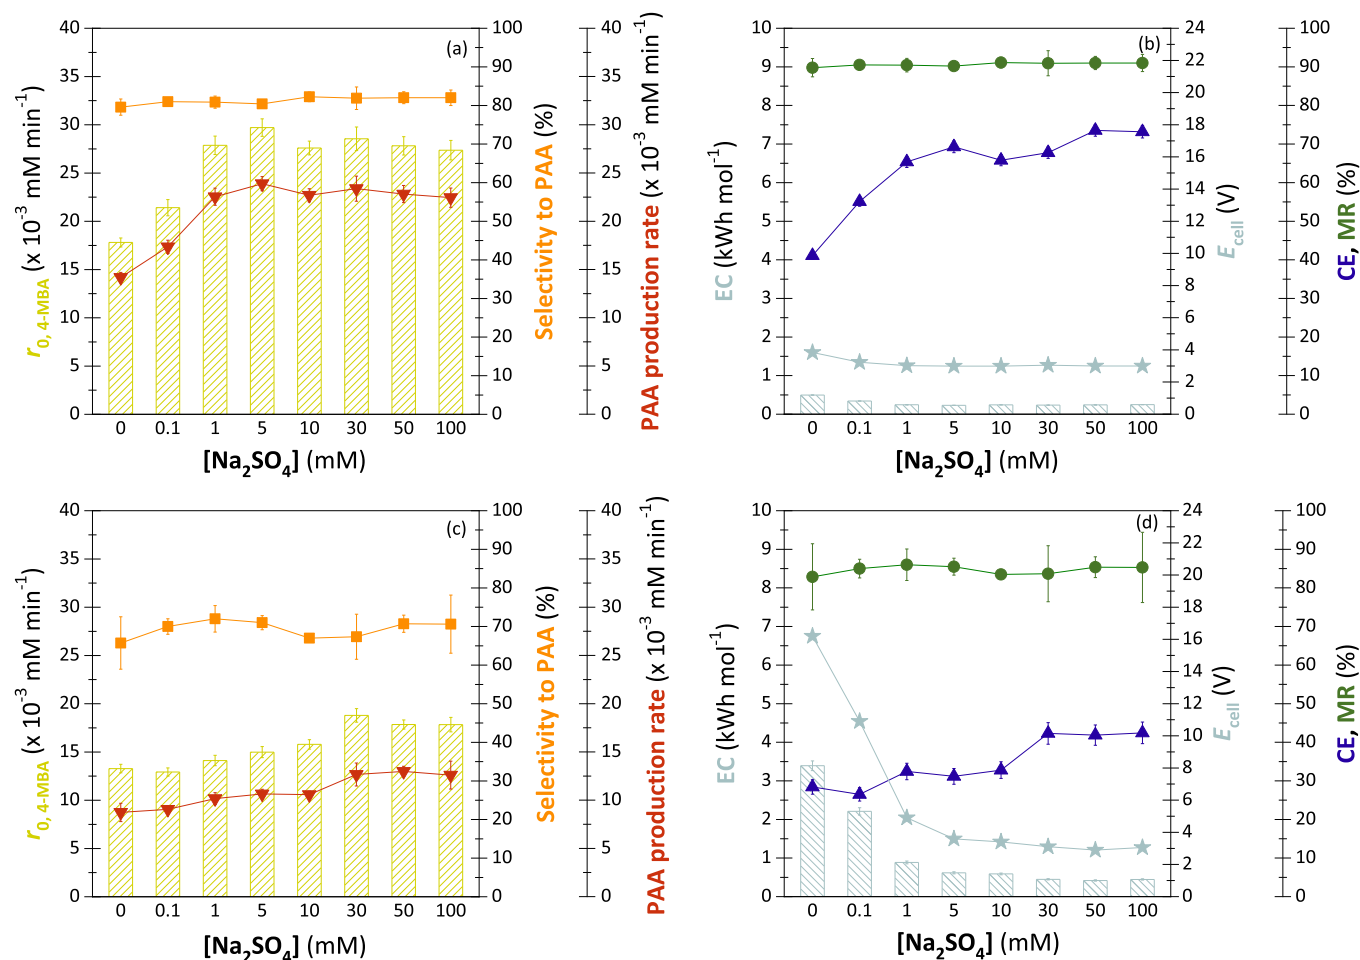 (a)
40 35 30 25 20 15 10 5 0
r0, 4-MBA (x 10⁻³ mM min⁻¹)
0 0.1 1 5 10 30 50 100
[Na₂SO₄] (mM)
100 90 80 70 60 50 40 30 20 10 0
Selectivity to PAA (%)
40 35 30 25 20 15 10 5 0
PAA production rate (x 10⁻³ mM min⁻¹)
(b)
10 9 8 7 6 5 4 3 2 1 0
EC (kWh mol⁻¹)
0 0.1 1 5 10 30 50 100
[Na₂SO₄] (mM)
24 22 20 18 16 14 12 10 8 6 4 2 0
Ecell (V)
100 90 80 70 60 50 40 30 20 10 0
CE, MR (%)
(c)
40 35 30 25 20 15 10 5 0
r0, 4-MBA (x 10⁻³ mM min⁻¹)
0 0.1 1 5 10 30 50 100
[Na₂SO₄] (mM)
100 90 80 70 60 50 40 30 20 10 0
Selectivity to PAA (%)
40 35 30 25 20 15 10 5 0
PAA production rate (x 10⁻³ mM min⁻¹)
(d)
10 9 8 7 6 5 4 3 2 1 0
EC (kWh mol⁻¹)
0 0.1 1 5 10 30 50 100
[Na₂SO₄] (mM)
24 22 20 18 16 14 12 10 8 6 4 2 0
Ecell (V)
100 90 80 70 60 50 40 30 20 10 0
CE, MR (%)